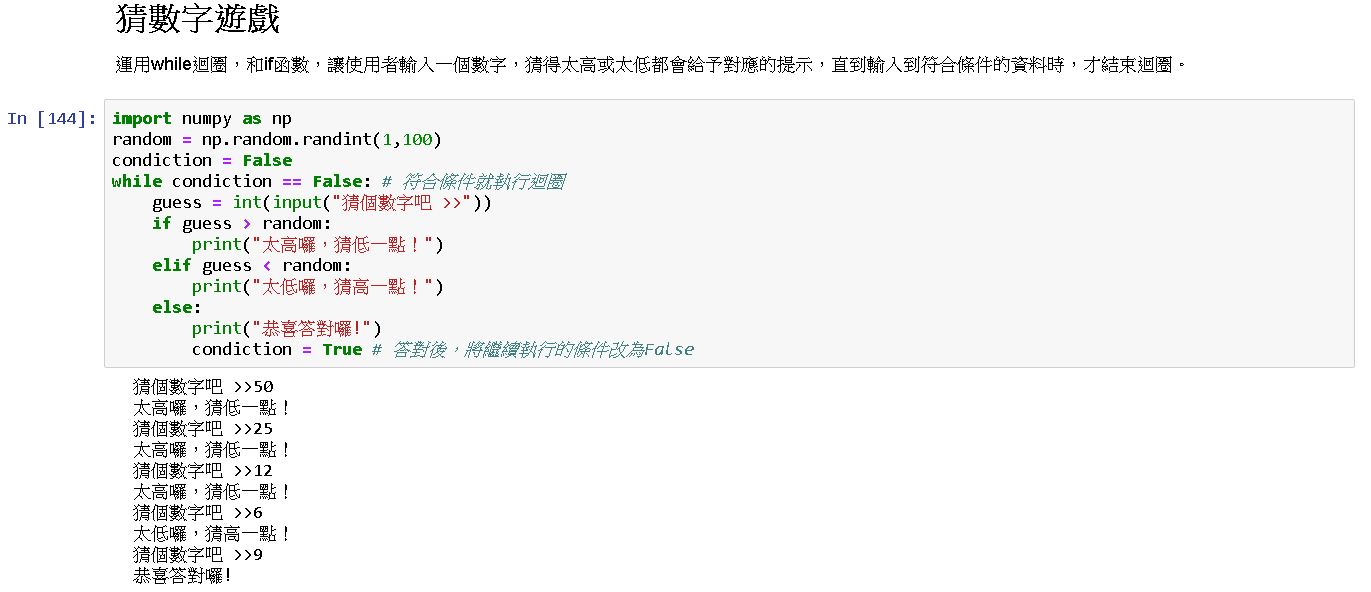 猜數字遊戲
運用while迴圈，和if函數，讓使用者輸入一個數字，猜得太高或太低都會給予對應的提示，直到輸入到符合條件的資料時，才結束迴圈。
In [144]:
import numpy as np
random = np.random.randint(1,100)
condiction = False
while condiction == False: # 符合條件就執行迴圈
    guess = int(input("猜個數字吧 >>"))
    if guess > random:
        print("太高囉，猜低一點！")
    elif guess < random:
        print("太低囉，猜高一點！")
    else:
        print("恭喜答對囉!")
        condiction = True # 答對後，將繼續執行的條件改為False
猜個數字吧 >>50
太高囉，猜低一點！
猜個數字吧 >>25
太高囉，猜低一點！
猜個數字吧 >>12
太高囉，猜低一點！
猜個數字吧 >>6
太低囉，猜高一點！
猜個數字吧 >>9
恭喜答對囉!